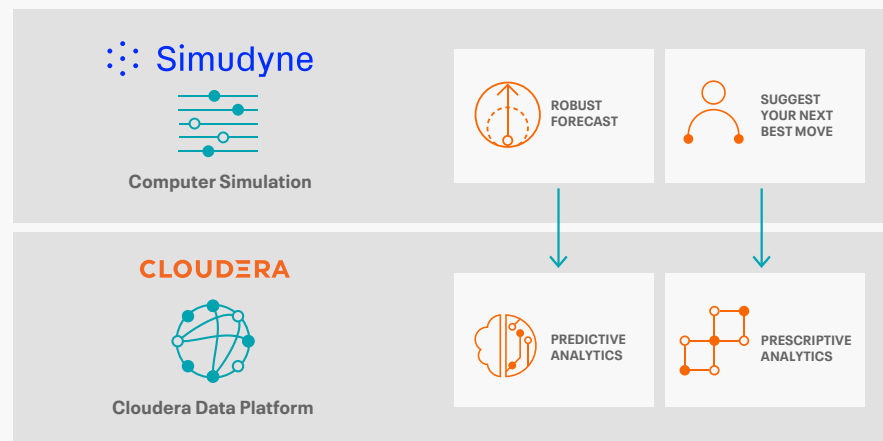 Simudyne
Computer Simulation
ROBUST
FORECAST
SUGGEST
YOUR NEXT
BEST MOVE
CLOUDERA
Cloudera Data Platform
PREDICTIVE
ANALYTICS
PRESCRIPTIVE
ANALYTICS